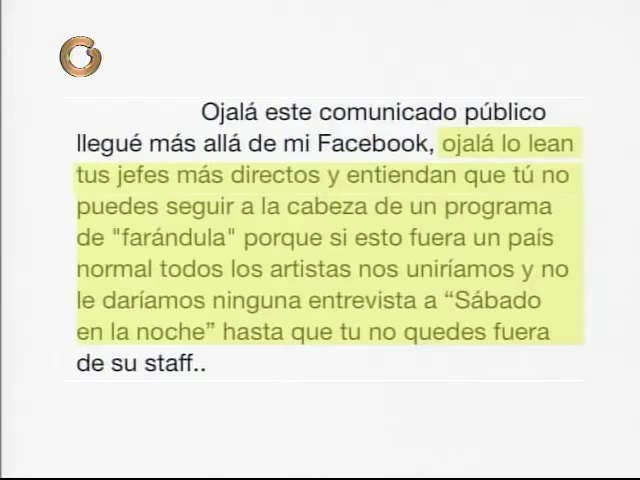 Ojalá este comunicado público
llegué más allá de mi Facebook, ojalá lo lean
tus jefes más directos y entiendan que tú no
puedes seguir a la cabeza de un programa
de "farándula" porque si esto fuera un país
normal todos los artistas nos uniríamos y no
le daríamos ninguna entrevista a “Sábado
en la noche” hasta que tu no quedes fuera
de su staff..